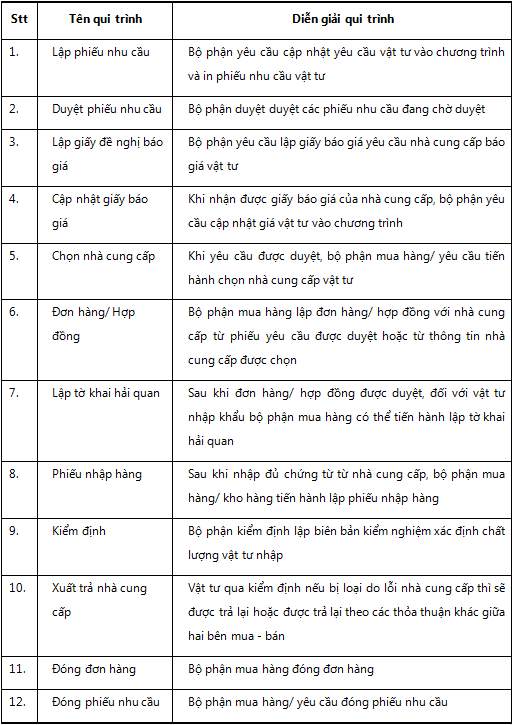 Stt Tên qui trình Diễn giải qui trình
1. Lập phiếu nhu cầu Bộ phận yêu cầu cập nhật yêu cầu vật tư vào chương trình
và in phiếu nhu cầu vật tư
2. Duyệt phiếu nhu cầu Bộ phận duyệt duyệt các phiếu nhu cầu đang chờ duyệt
3. Lập giấy đề nghị báo Bộ phận yêu cầu lập giấy báo giá yêu cầu nhà cung cấp báo
giá giá vật tư
4. Cập nhật giấy báo Khi nhận được giấy báo giá của nhà cung cấp, bộ phận yêu
giá cầu cập nhật giá vật tư vào chương trình
5. Chọn nhà cung cấp Khi yêu cầu được duyệt, bộ phận mua hàng/ yêu cầu tiến
hành chọn nhà cung cấp vật tư
6. Đơn hàng/ Hợp Bộ phận mua hàng lập đơn hàng/ hợp đồng với nhà cung
đồng cấp từ phiếu yêu cầu được duyệt hoặc từ thông tin nhà
cung cấp được chọn
7. Lập tờ khai hải quan Sau khi đơn hàng/ hợp đồng được duyệt, đối với vật tư
nhập khẩu bộ phận mua hàng có thể tiến hành lập tờ khai
hải quan
8. Phiếu nhập hàng Sau khi nhập đủ chứng từ từ nhà cung cấp, bộ phận mua
hàng/ kho hàng tiến hành lập phiếu nhập hàng
9. Kiểm định Bộ phận kiểm định lập biên bản kiểm nghiệm xác định chất
lượng vật tư nhập
10. Xuất trả nhà cung Vật tư qua kiểm định nếu bị loại do lỗi nhà cung cấp thì sẽ
cấp được trả lại hoặc được trả lại theo các thỏa thuận khác giữa
hai bên mua - bán
11. Đóng đơn hàng Bộ phận mua hàng đóng đơn hàng
12. Đóng phiếu nhu cầu Bộ phận mua hàng/ yêu cầu đóng phiếu nhu cầu